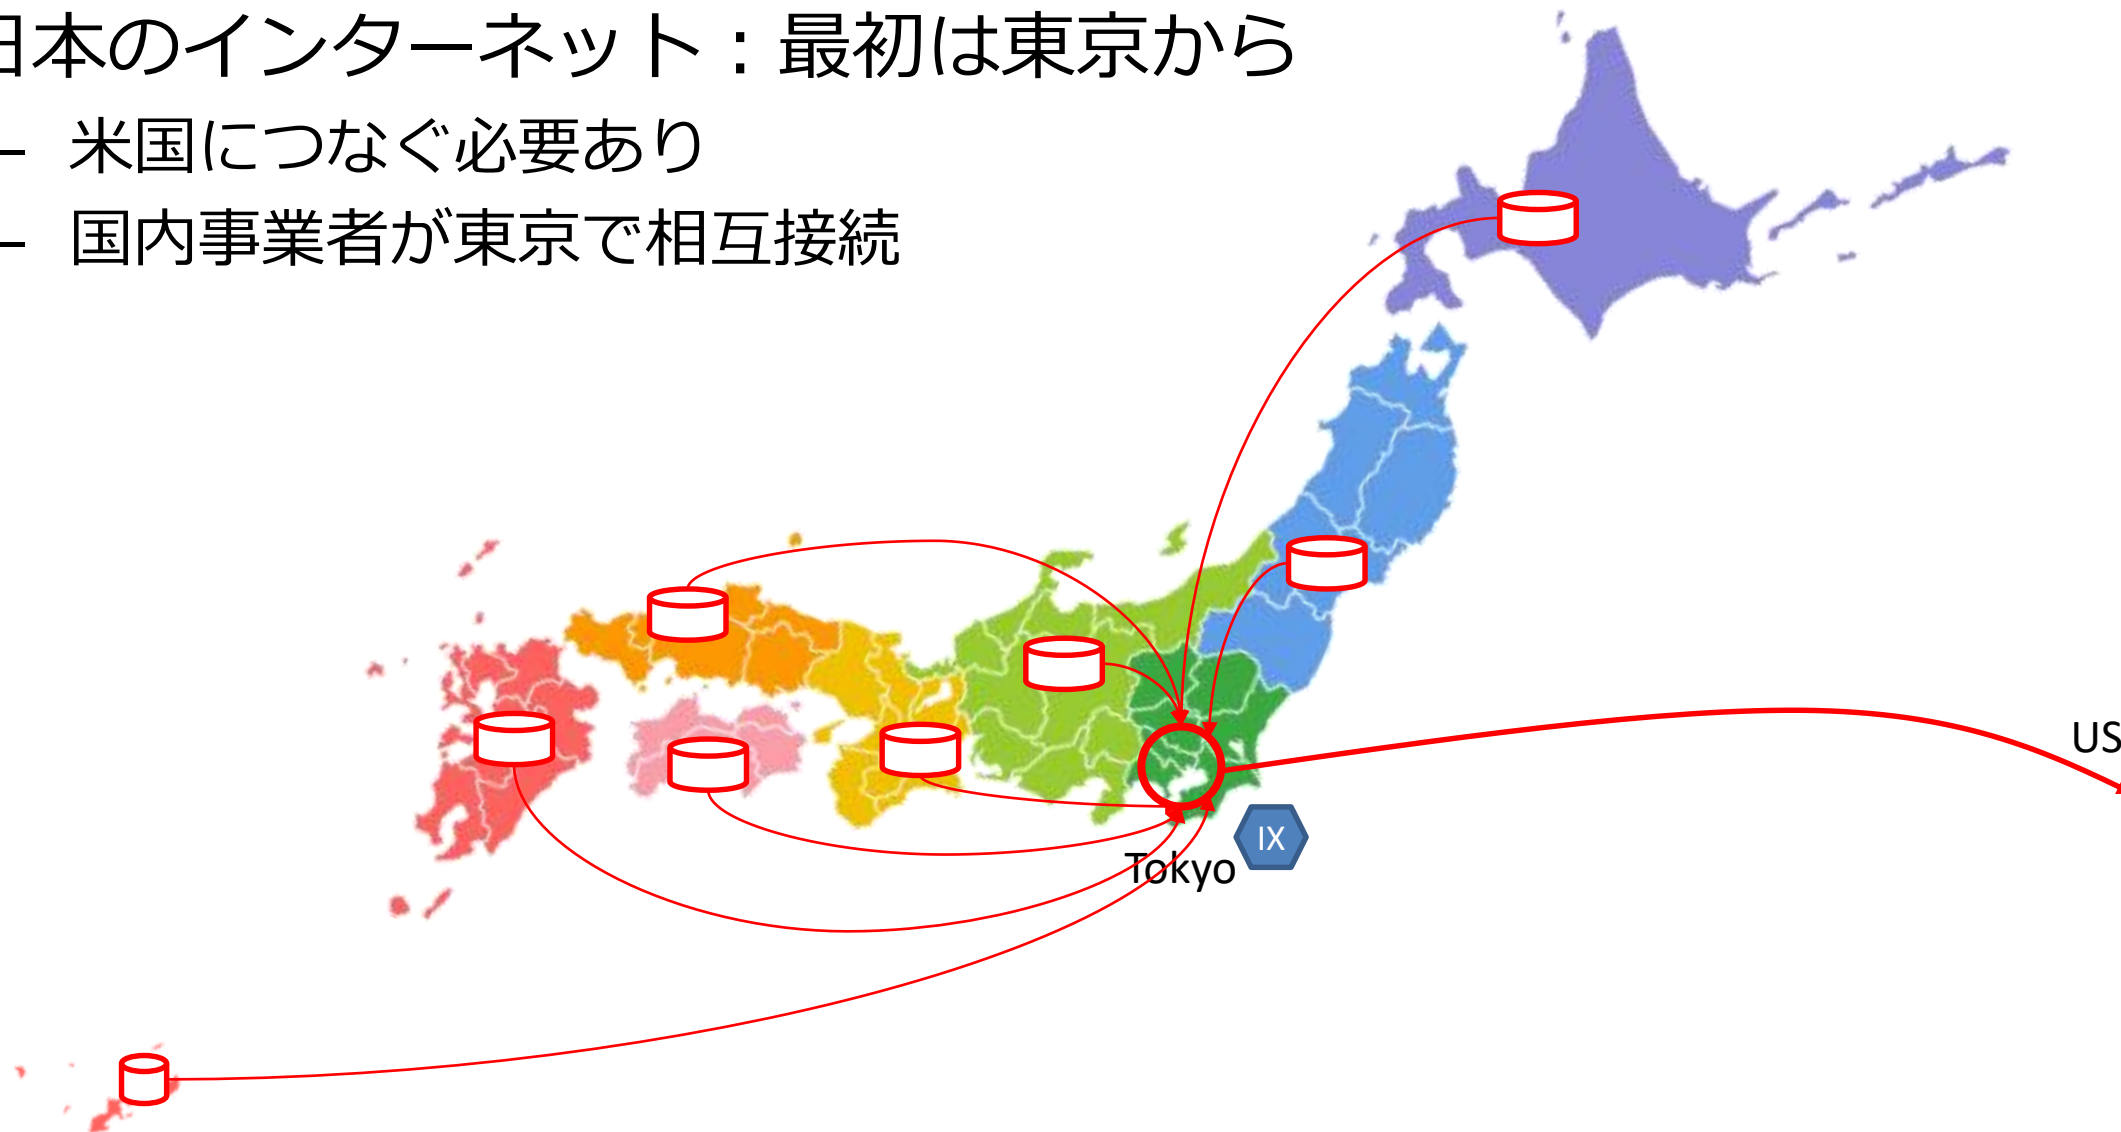 日本のインターネット：最初は東京から
– 米国につなぐ必要あり
– 国内事業者が東京で相互接続
US
IX
Tokyo